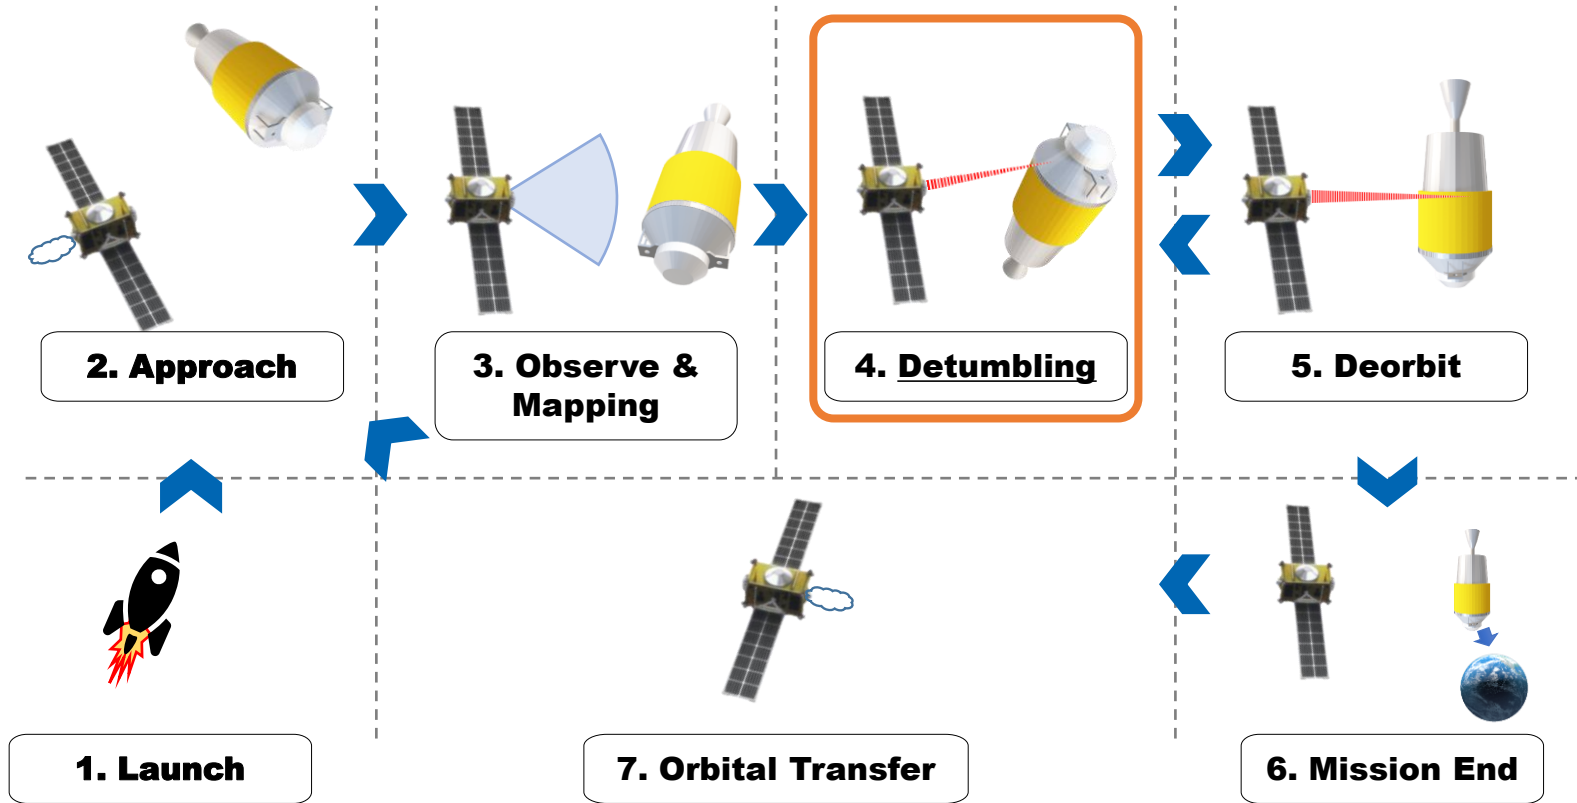 2. Approach
3. Observe &
Mapping
4. Detumbling
5. Deorbit
1. Launch
7. Orbital Transfer
6. Mission End